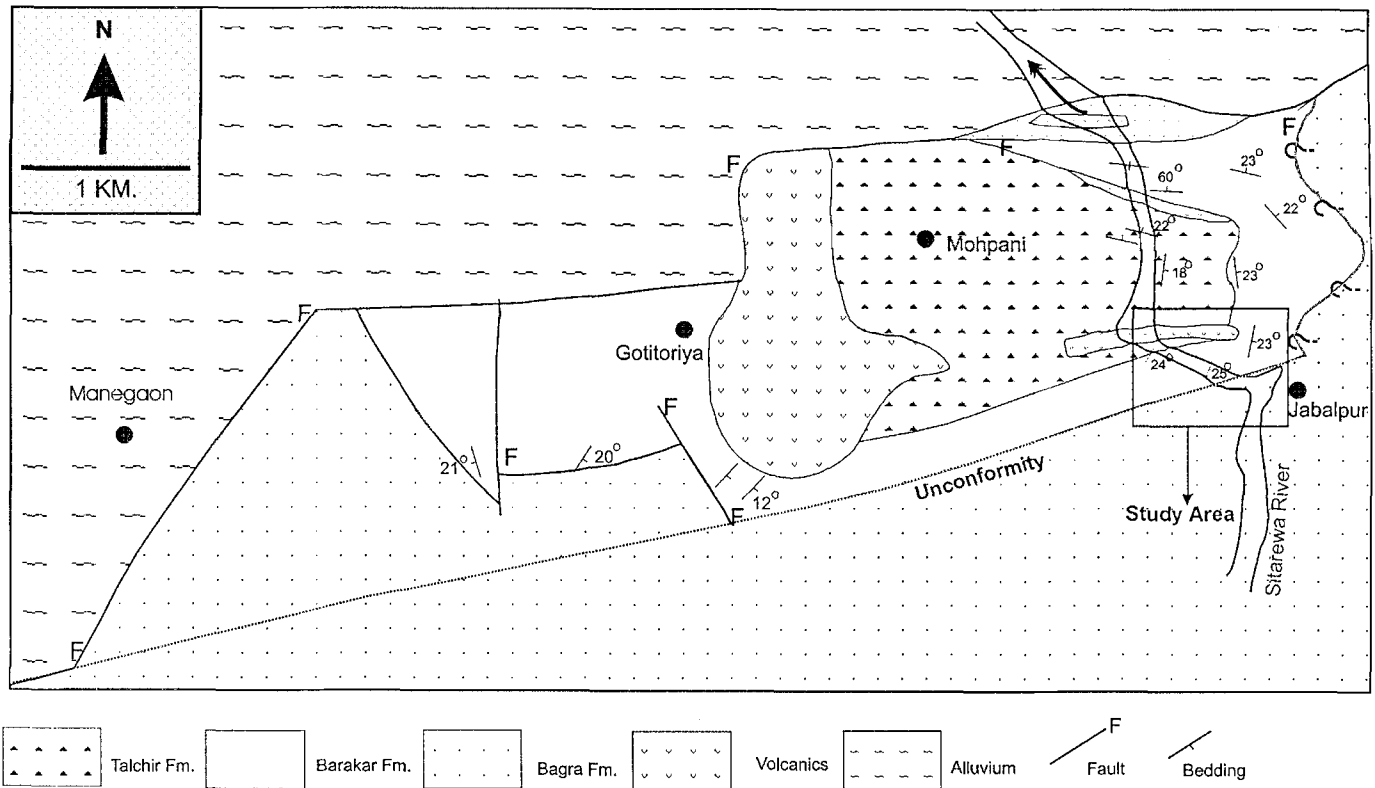 N
1 KM.
F
F
60°
23°
22°
F
22°
Mohpani
18°
23°
F
Gotitoriya
23°
24°
25°
Manegaon
Jabalpur
F
21°
F
20°
Unconformity
12°
F
Study Area
Sitarewa River
F
Talchir Fm.
Barakar Fm.
Bagra Fm.
Volcanics
Alluvium
F
Fault
Bedding